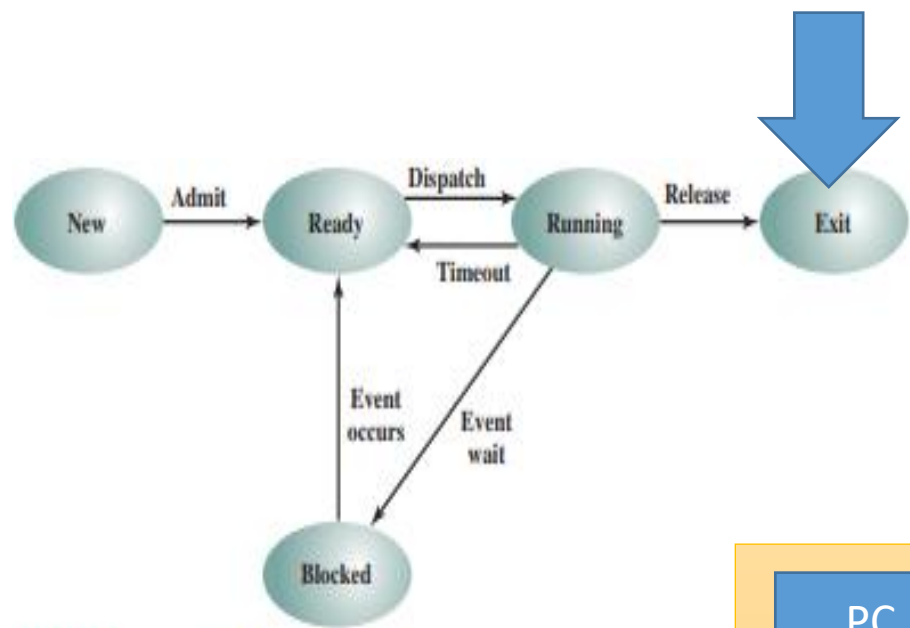 Dispatch
Admit
Release
New
Ready
Running
Exit
Timeout
Event
occurs
Event
wait
Blocked
PC